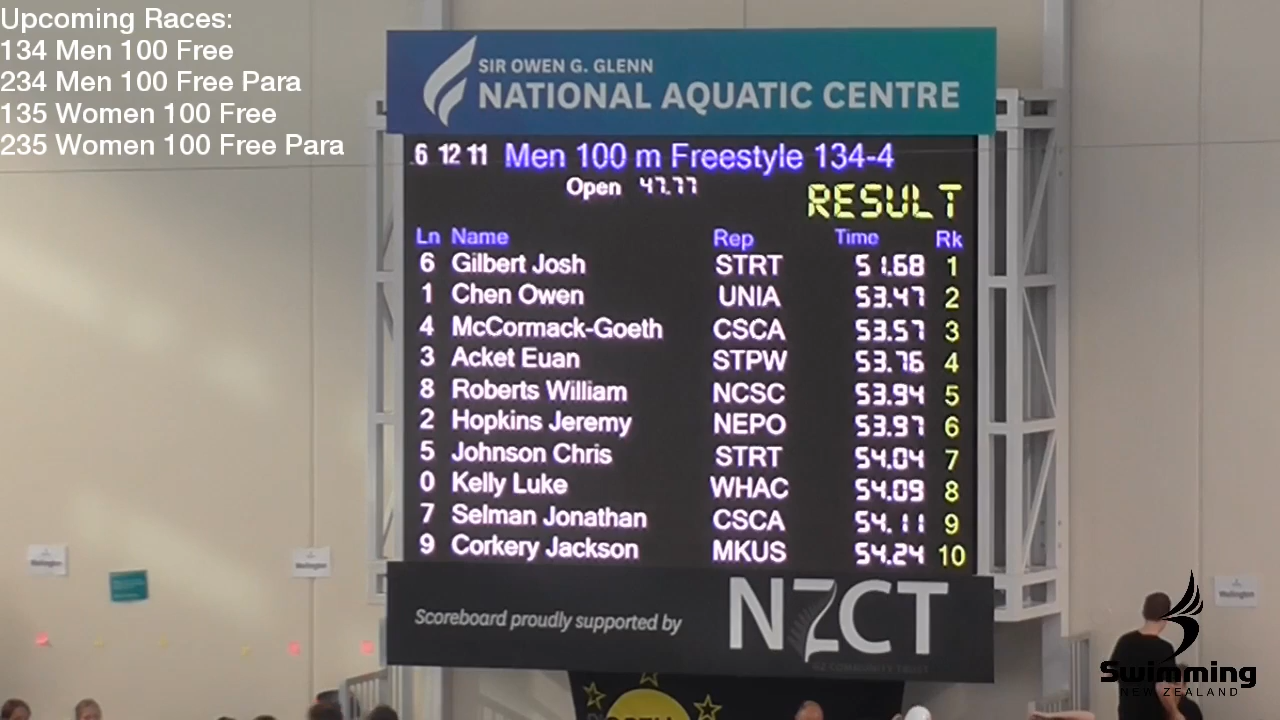 Upcoming Races:
134 Men 100 Free
234 Men 100 Free Para
135 Women 100 Free
235 Women 100 Free Para
SIR OWEN G. GLENN
NATIONAL AQUATIC CENTRE
6 12 11 Men 100 m Freestyle 134-4
Open 47.77
RESULT
Ln Name Rep Time Rk
6 Gilbert Josh STRT 51.68 1
1 Chen Owen UNIA 53.47 2
4 McCormack-Goeth CSCA 53.57 3
3 Acket Euan STPW 53.76 4
8 Roberts William NCSC 53.94 5
2 Hopkins Jeremy NEPO 53.97 6
5 Johnson Chris STRT 54.04 7
0 Kelly Luke WHAC 54.09 8
7 Selman Jonathan CSCA 54.11 9
9 Corkery Jackson MKUS 54.24 10
Scoreboard proudly supported by
NZCT
NZ COMMUNITY TRUST
Wellington
Wellington
Wellington
Swimming
NEW ZEALAND